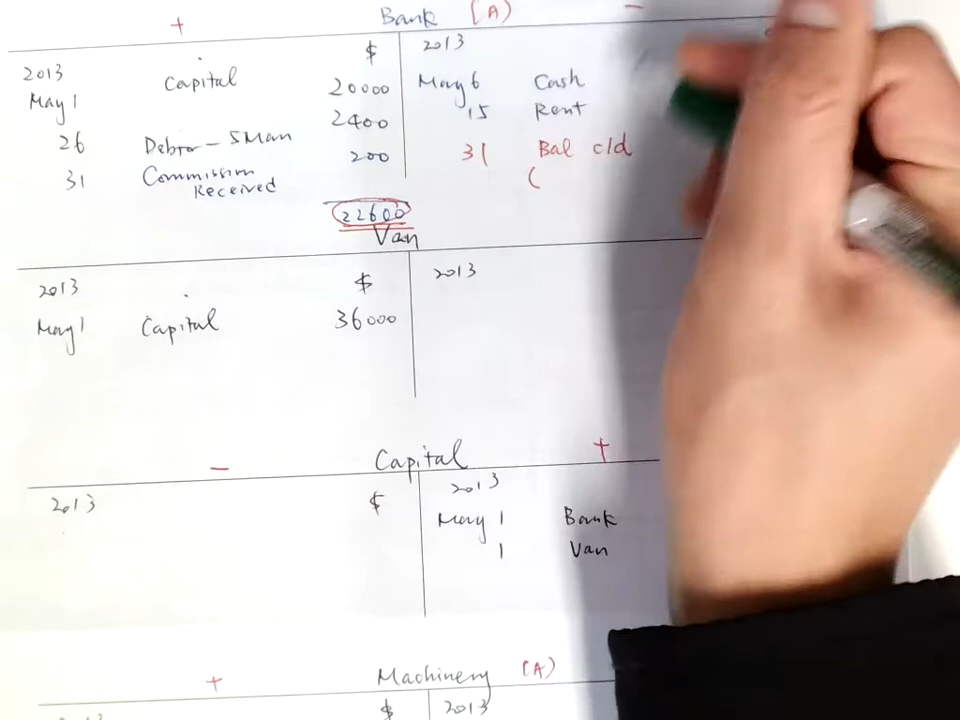 + Bank (A) −
$ 2013
2013 Capital 20000 May 6 Cash
May 1 2400 15 Rent
26 Debtor – SMan 200 31 Bal c/d
31 Commission (
Received
22600
Van
2013 $ 2013
May 1 Capital 36000
− Capital +
2013 $ 2013
May 1 Bank
1 Van
+ Machinery (A)
$ 2013